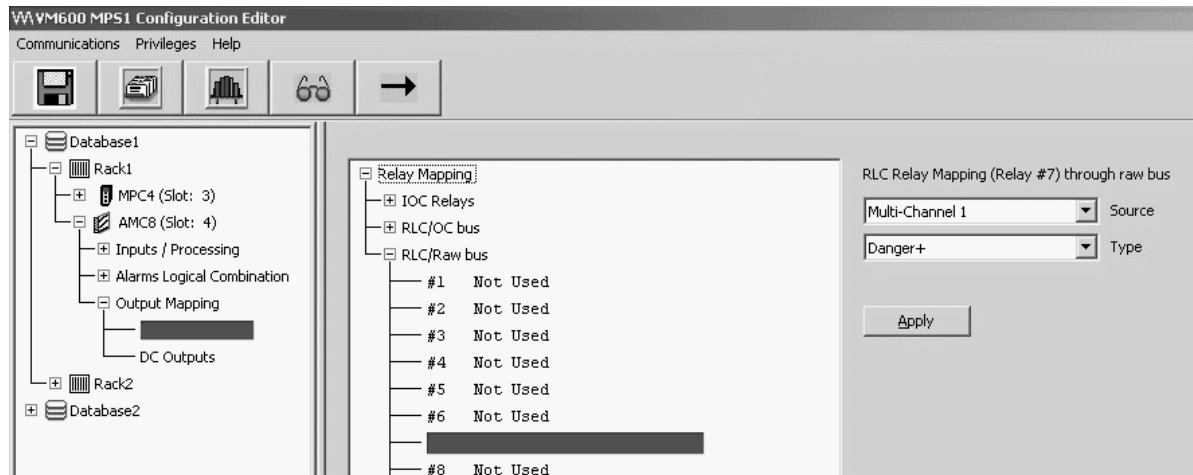 VM600 MPS1 Configuration Editor
Communications Privileges Help
Database1
Rack1
MPC4 (Slot: 3)
AMC8 (Slot: 4)
Inputs / Processing
Alarms Logical Combination
Output Mapping
DC Outputs
Rack2
Database2
Relay Mapping
IOC Relays
RLC/OC bus
RLC/Raw bus
#1 Not Used
#2 Not Used
#3 Not Used
#4 Not Used
#5 Not Used
#6 Not Used
#8 Not Used
RLC Relay Mapping (Relay #7) through raw bus
Multi-Channel 1 Source
Danger+ Type
Apply